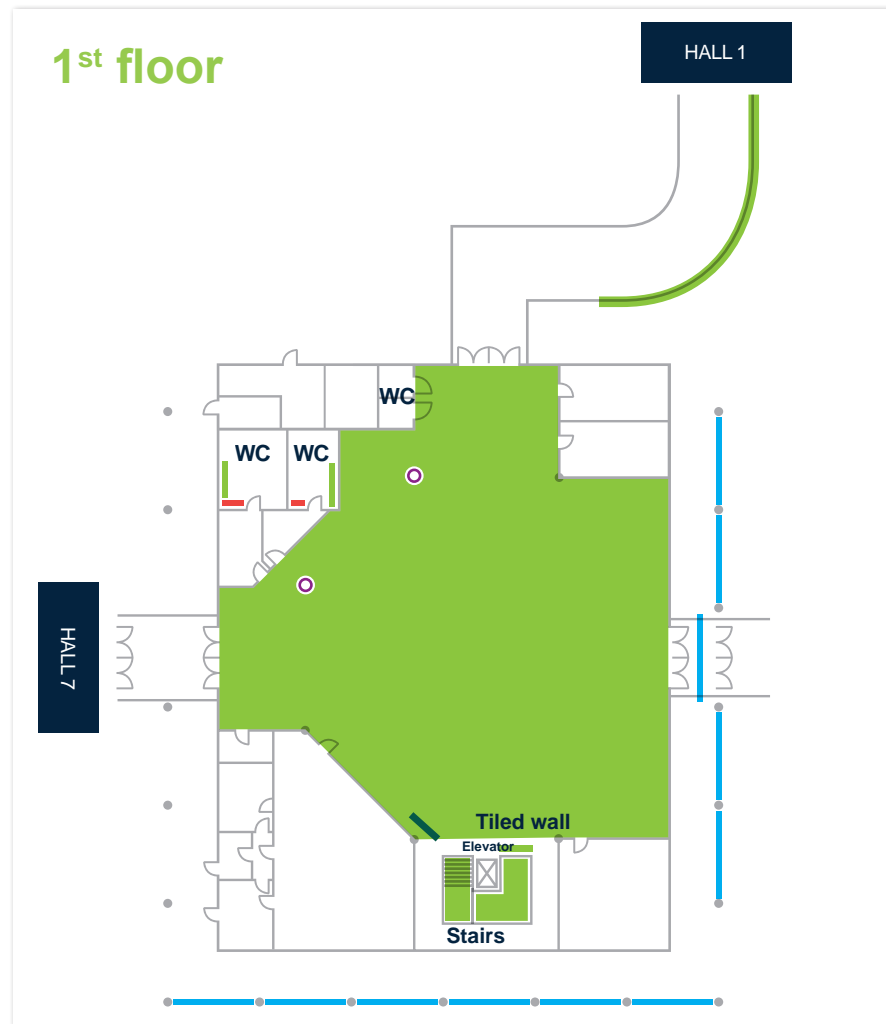 1st floor
HALL 1
WC
WC
WC
HALL 7
Tiled wall
Elevator
Stairs